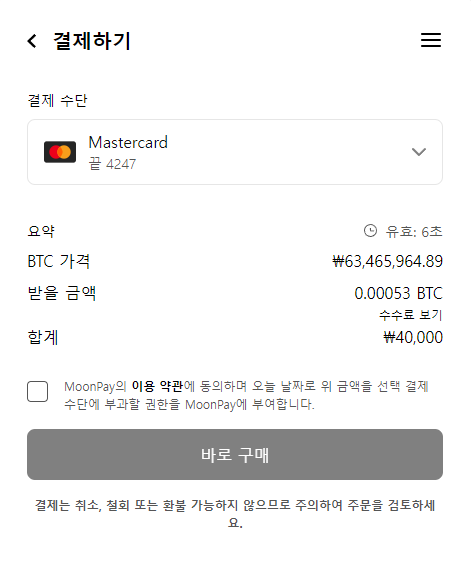 결제하기
결제 수단
Mastercard
끝 4247
요약
유효: 6초
BTC 가격
₩63,465,964.89
받을 금액
0.00053 BTC
수수료 보기
합계
₩40,000
MoonPay의 이용 약관에 동의하며 오늘 날짜로 위 금액을 선택 결제
수단에 부과할 권한을 MoonPay에 부여합니다.
바로 구매
결제는 취소, 철회 또는 환불 가능하지 않으므로 주의하여 주문을 검토하세
요.